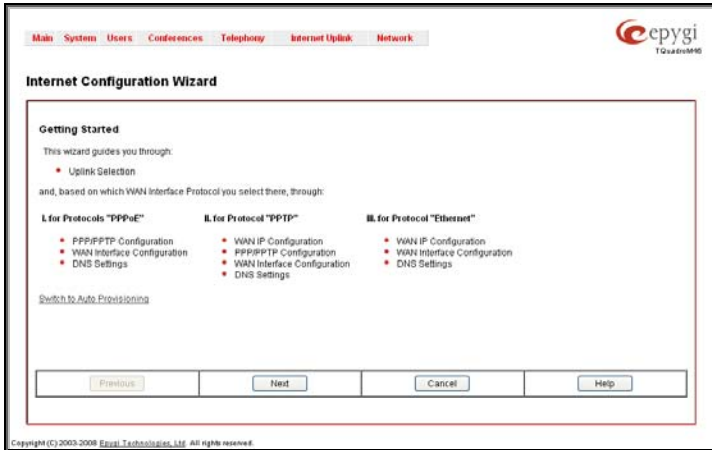 Main System Users Conferences Telephony Internet Uplink Network
epygi
TQuadroM46
Internet Configuration Wizard
Getting Started
This wizard guides you through:
Uplink Selection
and, based on which WAN Interface Protocol you select there, through:
I. for Protocols "PPPoE" II. for Protocol "PPTP" III. for Protocol "Ethernet"
PPP/PPTP Configuration WAN IP Configuration WAN IP Configuration
WAN Interface Configuration PPP/PPTP Configuration WAN Interface Configuration
DNS Settings WAN Interface Configuration DNS Settings
DNS Settings
Switch to Auto Provisioning
Previous Next Cancel Help
Copyright (C) 2003-2008 Epygi Technologies, Ltd. All rights reserved.